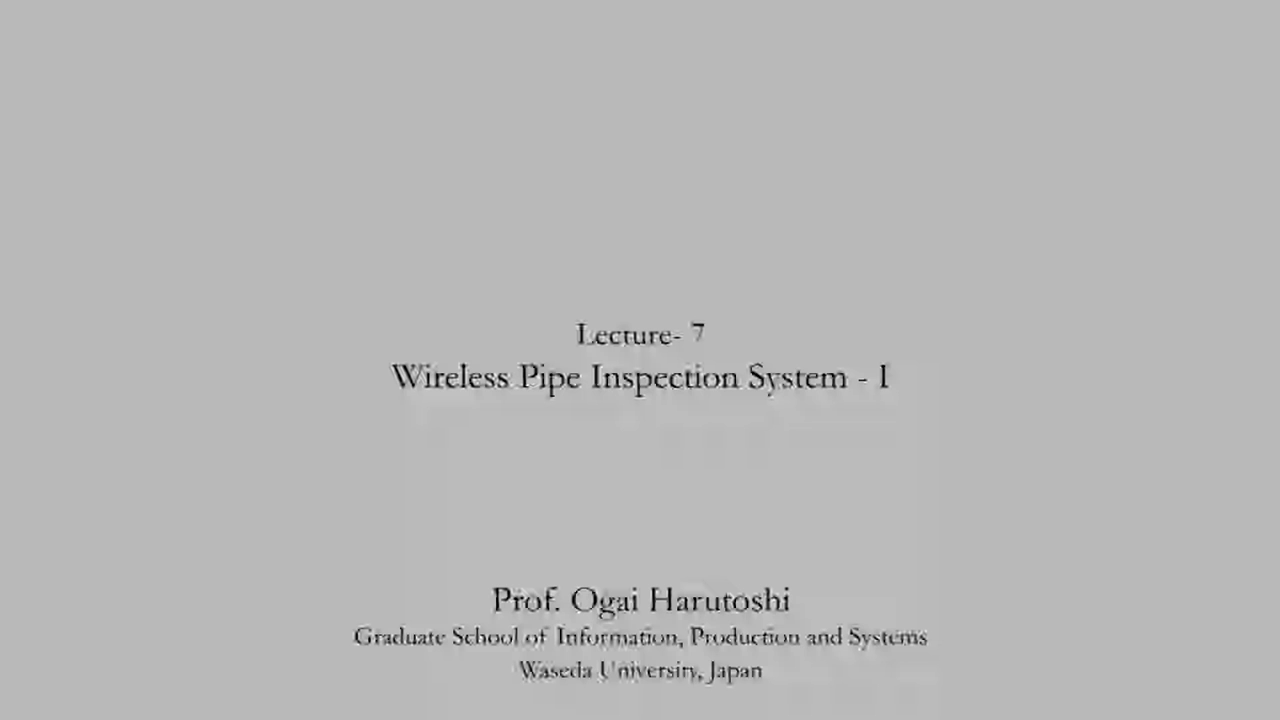 Lecture- 7
Wireless Pipe Inspection System - I
Prof. Ogai Harutoshi
Graduate School of Information, Production and Systems
Waseda University, Japan